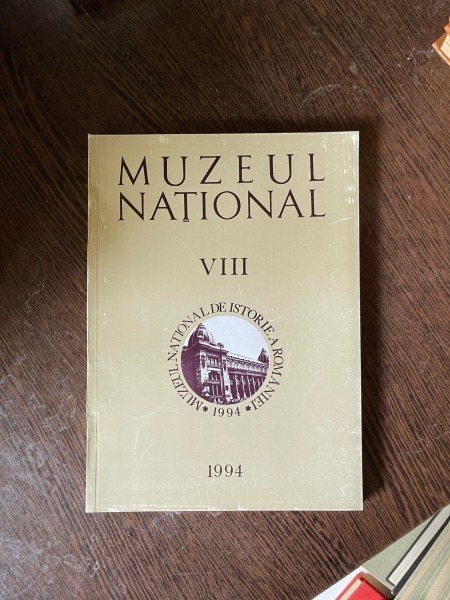 MUZEUL
NAȚIONAL
VIII
MUZEUL NAȚIONAL DE ISTORIE A ROMÂNIEI
* 1994 *
1994